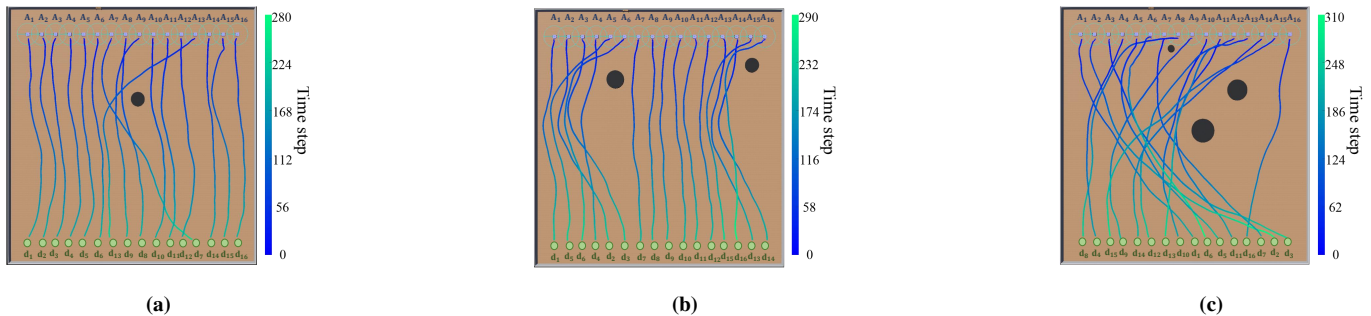 A₁ A₂ A₃ A₄ A₅ A₆ A₇ A₈ A₉ A₁₀ A₁₁ A₁₂ A₁₃ A₁₄ A₁₅ A₁₆
d₁ d₂ d₃ d₄ d₅ d₆ d₁₃ d₉ d₈ d₁₀ d₁₁ d₁₂ d₇ d₁₄ d₁₅ d₁₆
280
224
168
112
56
0
Time step
(a)
A₁ A₂ A₃ A₄ A₅ A₆ A₇ A₈ A₉ A₁₀ A₁₁ A₁₂ A₁₃ A₁₄ A₁₅ A₁₆
d₁ d₅ d₆ d₄ d₂ d₃ d₇ d₈ d₉ d₁₀ d₁₁ d₁₂ d₁₅ d₁₆ d₁₃ d₁₄
290
232
174
116
58
0
Time step
(b)
A₁ A₂ A₃ A₄ A₅ A₆ A₇ A₈ A₉ A₁₀ A₁₁ A₁₂ A₁₃ A₁₄ A₁₅ A₁₆
d₈ d₄ d₁₅ d₉ d₁₄ d₁₂ d₁₃ d₁₀ d₁ d₆ d₅ d₁₁ d₁₆ d₇ d₂ d₃
310
248
186
124
62
0
Time step
(c)